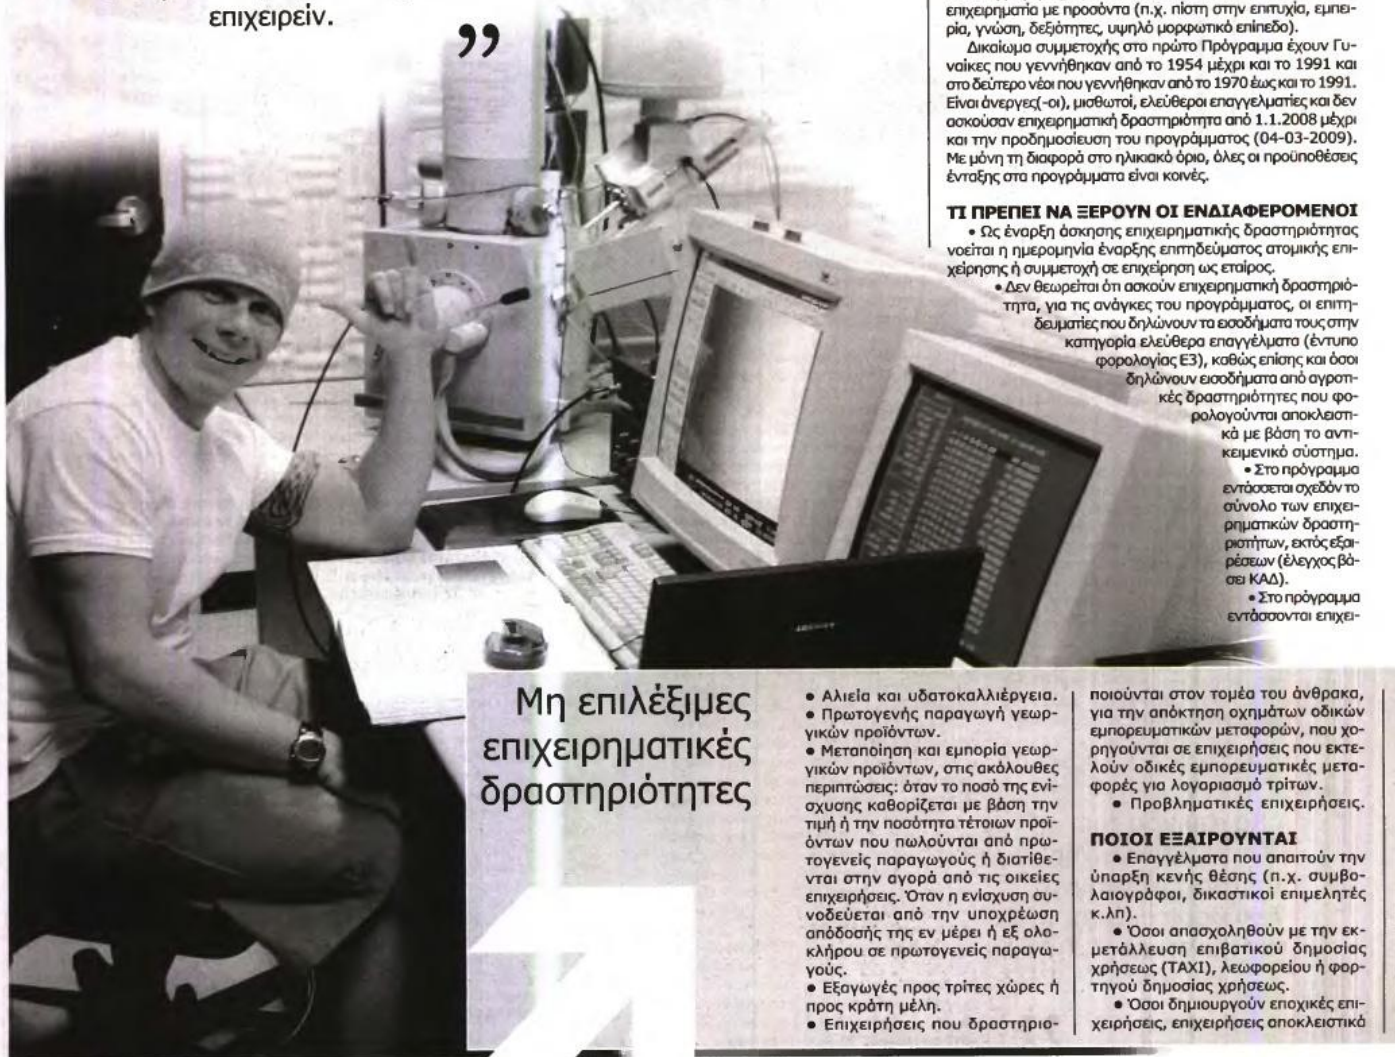 επιχειρείν.
”
επιχειρηματία με προσόντα (π.χ. πίστη στην επιτυχία, εμπει-
ρία, γνώση, δεξιότητες, υψηλό μορφωτικό επίπεδο).
Δικαίωμα συμμετοχής στο πρώτο Πρόγραμμα έχουν Γυ-
ναίκες που γεννήθηκαν από το 1954 μέχρι και το 1991 και
στο δεύτερο νέοι που γεννήθηκαν από το 1970 έως και το 1991.
Είναι άνεργες(-οι), μισθωτοί, ελεύθεροι επαγγελματίες και δεν
ασκούσαν επιχειρηματική δραστηριότητα από 1.1.2008 μέχρι
και την προδημοσίευση του προγράμματος (04-03-2009).
Με μόνη τη διαφορά στο ηλικιακό όριο, όλες οι προϋποθέσεις
ένταξης στα προγράμματα είναι κοινές.
ΤΙ ΠΡΕΠΕΙ ΝΑ ΞΕΡΟΥΝ ΟΙ ΕΝΔΙΑΦΕΡΟΜΕΝΟΙ
• Ως έναρξη άσκησης επιχειρηματικής δραστηριότητας
νοείται η ημερομηνία έναρξης επιτηδεύματος ατομικής επι-
χείρησης ή συμμετοχή σε επιχείρηση ως εταίρος.
• Δεν θεωρείται ότι ασκούν επιχειρηματική δραστηριό-
τητα, για τις ανάγκες του προγράμματος, οι επιτη-
δευματίες που δηλώνουν τα εισοδήματα τους στην
κατηγορία ελεύθερα επαγγέλματα (έντυπο
φορολογίας Ε3), καθώς επίσης και όσοι
δηλώνουν εισοδήματα από αγροτι-
κές δραστηριότητες που φο-
ρολογούνται αποκλειστι-
κά με βάση το αντι-
κειμενικό σύστημα.
• Στο πρόγραμμα
εντάσσεται σχεδόν το
σύνολο των επιχει-
ρηματικών δραστη-
ριοτήτων, εκτός εξαι-
ρέσεων (έλεγχος βά-
σει ΚΑΔ).
• Στο πρόγραμμα
εντάσσονται επιχει-
Μη επιλέξιμες
επιχειρηματικές
δραστηριότητες
• Αλιεία και υδατοκαλλιέργεια.
• Πρωτογενής παραγωγή γεωρ-
γικών προϊόντων.
• Μεταποίηση και εμπορία γεωρ-
γικών προϊόντων, στις ακόλουθες
περιπτώσεις: όταν το ποσό της ενί-
σχυσης καθορίζεται με βάση την
τιμή ή την ποσότητα τέτοιων προϊ-
όντων που πωλούνται από πρω-
τογενείς παραγωγούς ή διατίθε-
νται στην αγορά από τις οικείες
επιχειρήσεις. Όταν η ενίσχυση συ-
νοδεύεται από την υποχρέωση
απόδοσής της εν μέρει ή εξ ολο-
κλήρου σε πρωτογενείς παραγω-
γούς.
• Εξαγωγές προς τρίτες χώρες ή
προς κράτη μέλη.
• Επιχειρήσεις που δραστηριο-
ποιούνται στον τομέα του άνθρακα,
για την απόκτηση οχημάτων οδικών
εμπορευματικών μεταφορών, που χο-
ρηγούνται σε επιχειρήσεις που εκτε-
λούν οδικές εμπορευματικές μετα-
φορές για λογαριασμό τρίτων.
• Προβληματικές επιχειρήσεις.
ΠΟΙΟΙ ΕΞΑΙΡΟΥΝΤΑΙ
• Επαγγέλματα που απαιτούν την
ύπαρξη κενής θέσης (π.χ. συμβο-
λαιογράφοι, δικαστικοί επιμελητές
κ.λπ).
• Όσοι απασχοληθούν με την εκ-
μετάλλευση επιβατικού δημοσίας
χρήσεως (ΤΑΧΙ), λεωφορείου ή φορ-
τηγού δημοσίας χρήσεως.
• Όσοι δημιουργούν εποχικές επι-
χειρήσεις, επιχειρήσεις αποκλειστικά